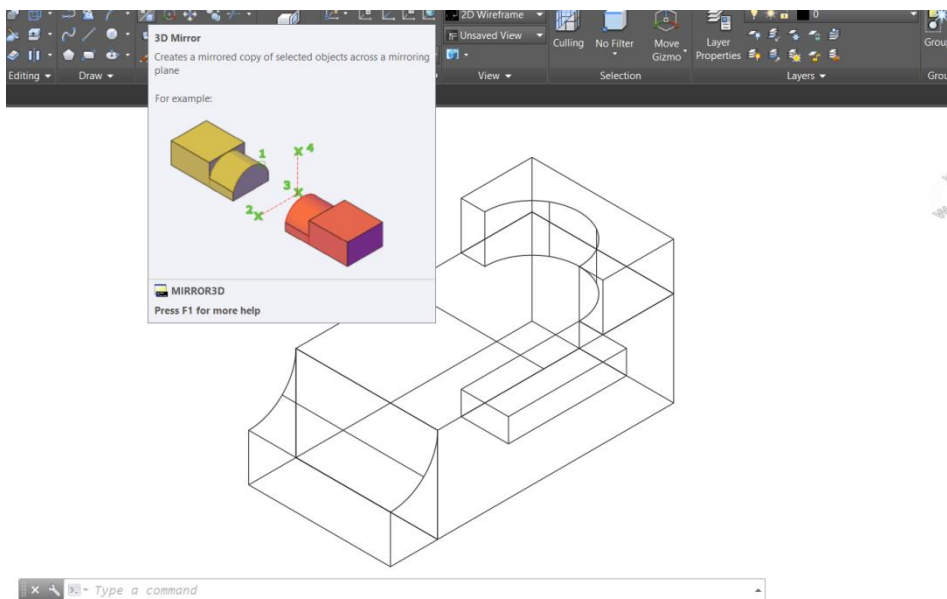 2D Wireframe
0
3D Mirror
Unsaved View
Culling
No Filter
Move
Gizmo
Layer
Properties
Grou
Creates a mirrored copy of selected objects across a mirroring
plane
Editing
Draw
View
Selection
Layers
Grou
For example:
1
4
3
2
MIRROR3D
Press F1 for more help
Type a command